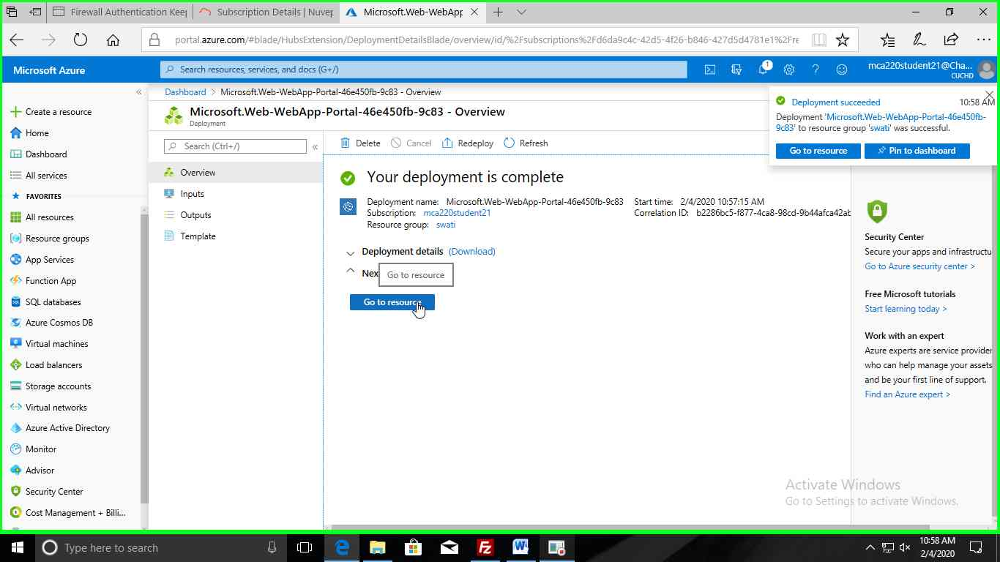 Firewall Authentication Keep
Subscription Details | Nuvep
Microsoft.Web-WebApp
portal.azure.com/#blade/HubsExtension/DeploymentDetailsBlade/overview/id/%2Fsubscriptions%2Fd6da9c4c-42d5-4f26-b846-427d5d4781e1%2Fre
Microsoft Azure
Search resources, services, and docs (G+/)
1
mca220student21@Cha...
CUCHD
Create a resource
Home
Dashboard
All services
FAVORITES
All resources
Resource groups
App Services
Function App
SQL databases
Azure Cosmos DB
Virtual machines
Load balancers
Storage accounts
Virtual networks
Azure Active Directory
Monitor
Advisor
Security Center
Cost Management + Billi...
Dashboard > Microsoft.Web-WebApp-Portal-46e450fb-9c83 - Overview
Microsoft.Web-WebApp-Portal-46e450fb-9c83 - Overview
Deployment
Search (Ctrl+/)
Overview
Inputs
Outputs
Template
Delete
Cancel
Redeploy
Refresh
Your deployment is complete
Deployment name: Microsoft.Web-WebApp-Portal-46e450fb-9c83
Subscription: mca220student21
Resource group: swati
Start time: 2/4/2020 10:57:15 AM
Correlation ID: b2286bc5-f877-4ca8-98cd-9b44afca42ab
Deployment details (Download)
Nex
Go to resource
Go to resource
Deployment succeeded
10:58 AM
Deployment 'Microsoft.Web-WebApp-Portal-46e450fb-
9c83' to resource group 'swati' was successful.
Go to resource
Pin to dashboard
Security Center
Secure your apps and infrastructu
Go to Azure security center >
Free Microsoft tutorials
Start learning today >
Work with an expert
Azure experts are service provider
who can help manage your assets
and be your first line of support.
Find an Azure expert >
Activate Windows
Go to Settings to activate Windows.
Type here to search
10:58 AM
2/4/2020